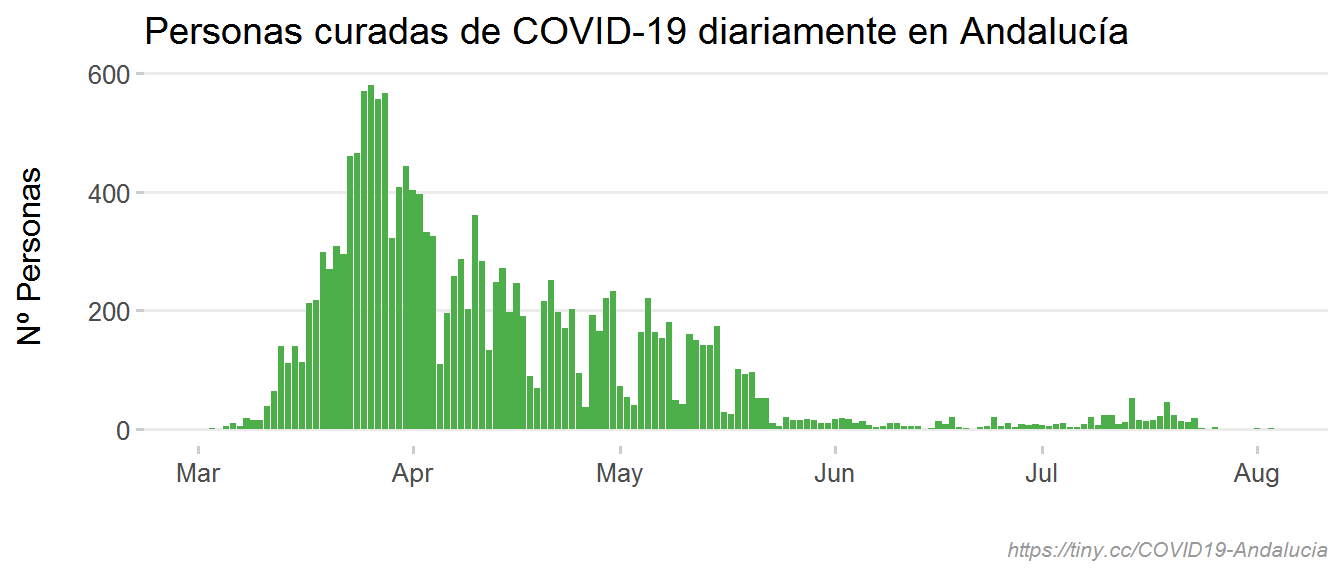 Personas curadas de COVID-19 diariamente en Andalucía
600
400
200
0
Nº Personas
Mar Apr May Jun Jul Aug
https://tiny.cc/COVID19-Andalucia